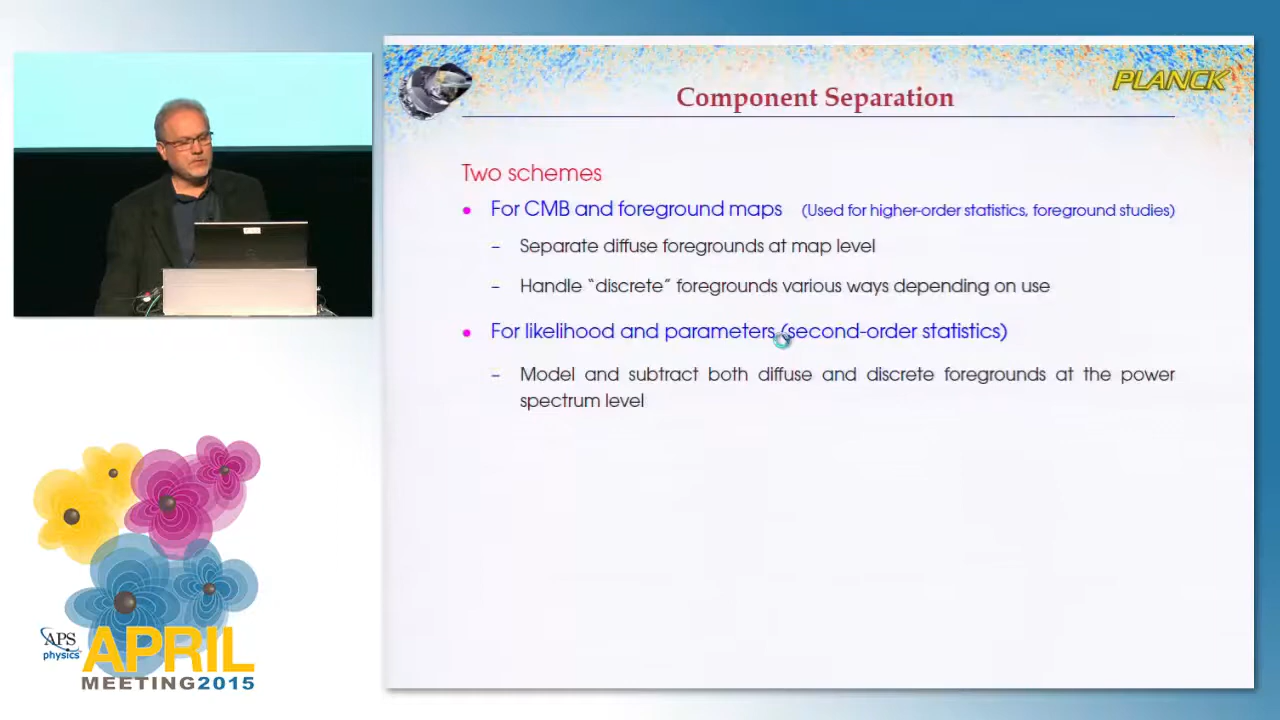 PLANCK
Component Separation
Two schemes
• For CMB and foreground maps (Used for higher-order statistics, foreground studies)
– Separate diffuse foregrounds at map level
– Handle “discrete” foregrounds various ways depending on use
• For likelihood and parameters (second-order statistics)
– Model and subtract both diffuse and discrete foregrounds at the power
spectrum level
APS
physics
APRIL
MEETING2015